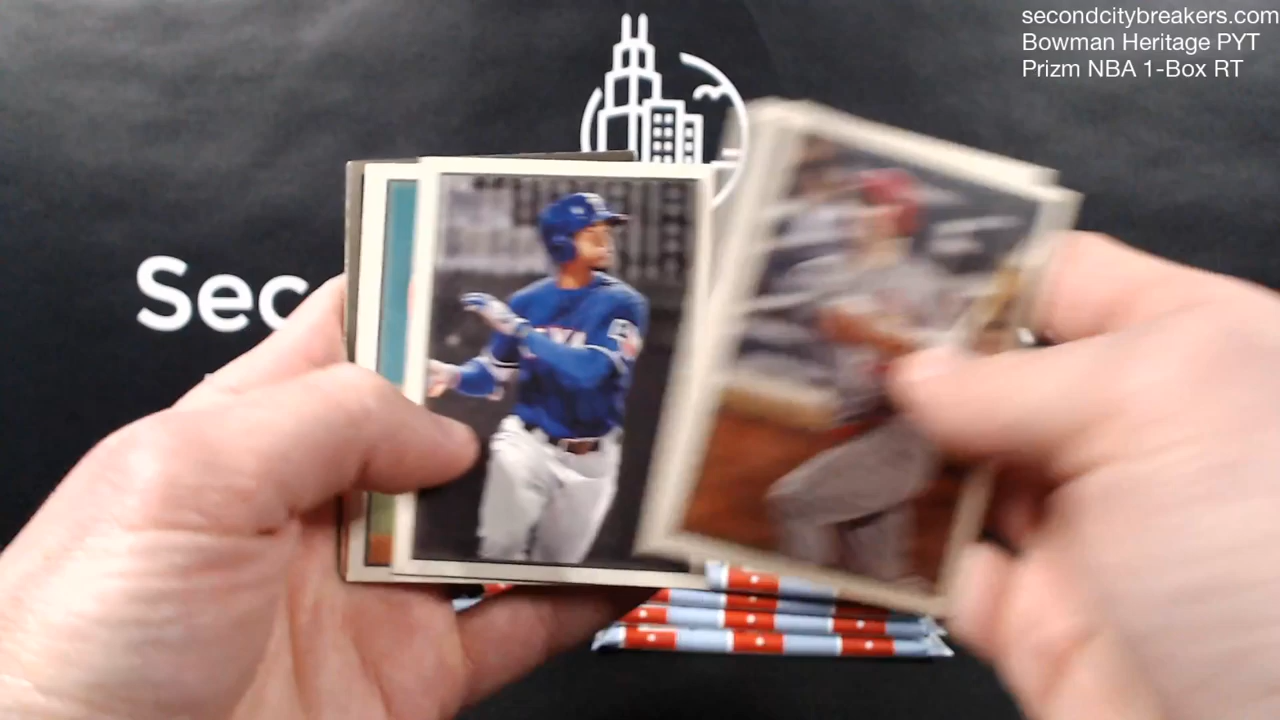 secondcitybreakers.com
Bowman Heritage PYT
Prizm NBA 1-Box RT
Sec